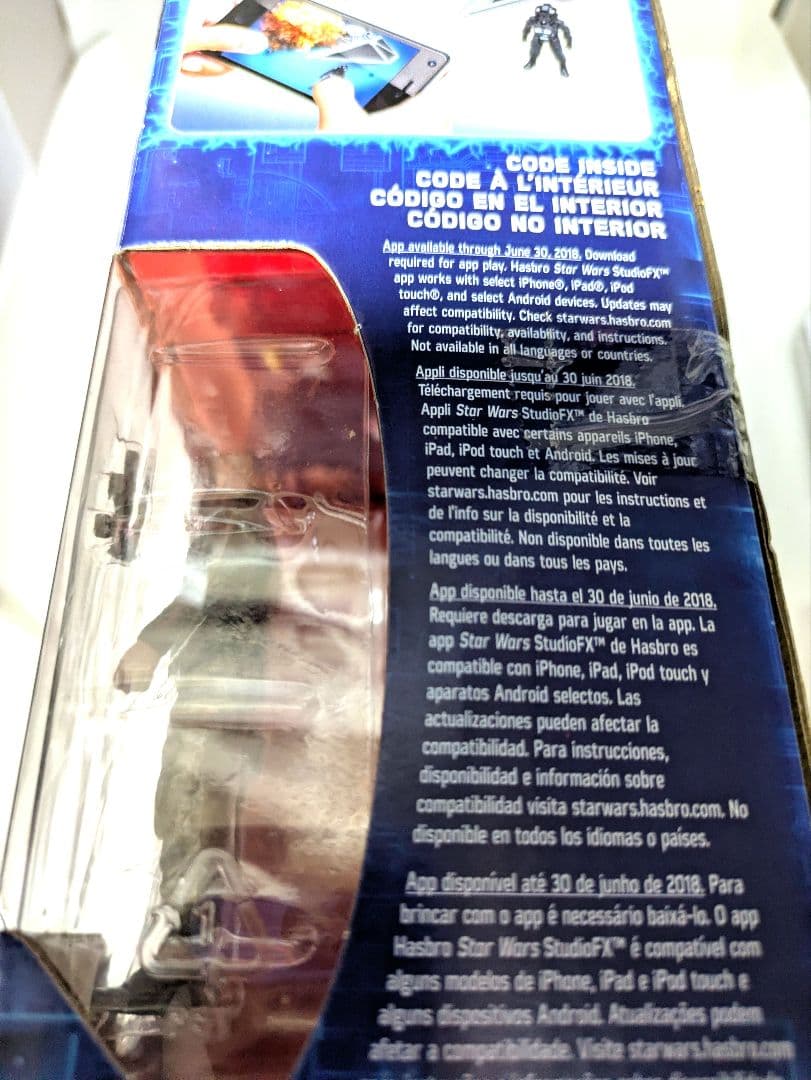 CODE INSIDE
CODE À L'INTÉRIEUR
CÓDIGO EN EL INTERIOR
CÓDIGO NO INTERIOR
App available through June 30, 2018. Download
required for app play. Hasbro Star Wars StudioFX™
app works with select iPhone®, iPad®, iPod
touch®, and select Android devices. Updates may
affect compatibility. Check starwars.hasbro.com
for compatibility, availability, and instructions.
Not available in all languages or countries.
Appli disponible jusqu'au 30 juin 2018.
Téléchargement requis pour jouer avec l'appli.
Appli Star Wars StudioFX™ de Hasbro
compatible avec certains appareils iPhone,
iPad, iPod touch et Android. Les mises à jour
peuvent changer la compatibilité. Voir
starwars.hasbro.com pour les instructions et
de l'info sur la disponibilité et la
compatibilité. Non disponible dans toutes les
langues ou dans tous les pays.
App disponible hasta el 30 de junio de 2018.
Requiere descarga para jugar en la app. La
app Star Wars StudioFX™ de Hasbro es
compatible con iPhone, iPad, iPod touch y
aparatos Android selectos. Las
actualizaciones pueden afectar la
compatibilidad. Para instrucciones,
disponibilidad e información sobre
compatibilidad visita starwars.hasbro.com. No
disponible en todos los idiomas o países.
App disponível até 30 de junho de 2018. Para
brincar com o app é necessário baixá-lo. O app
Hasbro Star Wars StudioFX™ é compatível com
alguns modelos de iPhone, iPad e iPod touch e
alguns dispositivos Android. Atualizações podem
afetar a compatibilidade. Visite starwars.hasbro.com